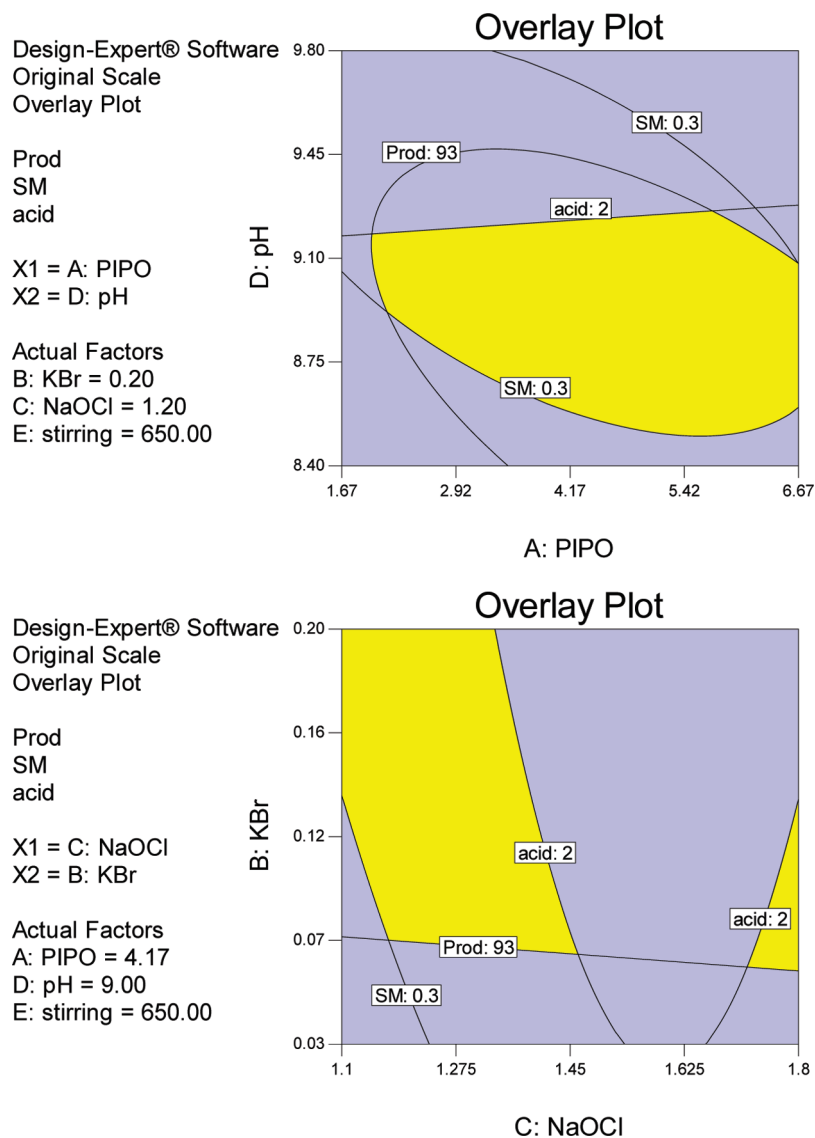 Design-Expert® Software
Original Scale
Overlay Plot
Prod
SM
acid
X1 = A: PIPO
X2 = D: pH
Actual Factors
B: KBr = 0.20
C: NaOCl = 1.20
E: stirring = 650.00
Overlay Plot
9.80
9.45
9.10
8.75
8.40
D: pH
SM: 0.3
Prod: 93
acid: 2
SM: 0.3
1.67 2.92 4.17 5.42 6.67
A: PIPO
Design-Expert® Software
Original Scale
Overlay Plot
Prod
SM
acid
X1 = C: NaOCl
X2 = B: KBr
Actual Factors
A: PIPO = 4.17
D: pH = 9.00
E: stirring = 650.00
Overlay Plot
0.20
0.16
0.12
0.07
0.03
B: KBr
acid: 2
acid: 2
Prod: 93
SM: 0.3
1.1 1.275 1.45 1.625 1.8
C: NaOCl